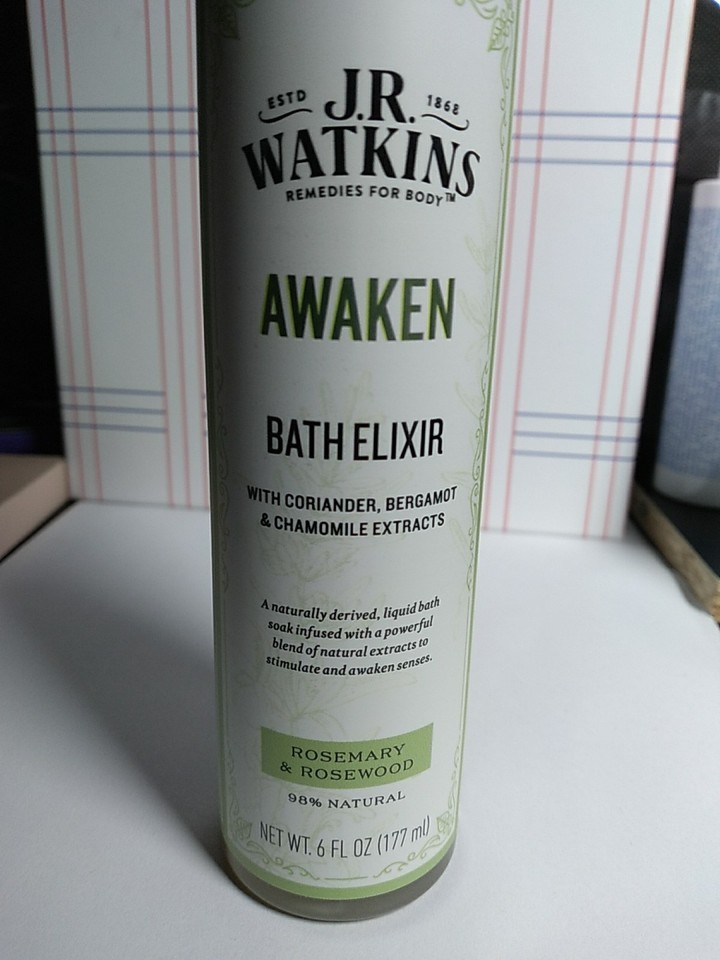 ESTD J.R. 1868
WATKINS
REMEDIES FOR BODY™
AWAKEN
BATH ELIXIR
WITH CORIANDER, BERGAMOT
& CHAMOMILE EXTRACTS
A naturally derived, liquid bath
soak infused with a powerful
blend of natural extracts to
stimulate and awaken senses.
ROSEMARY
& ROSEWOOD
98% NATURAL
NET WT. 6 FL OZ (177 ml)